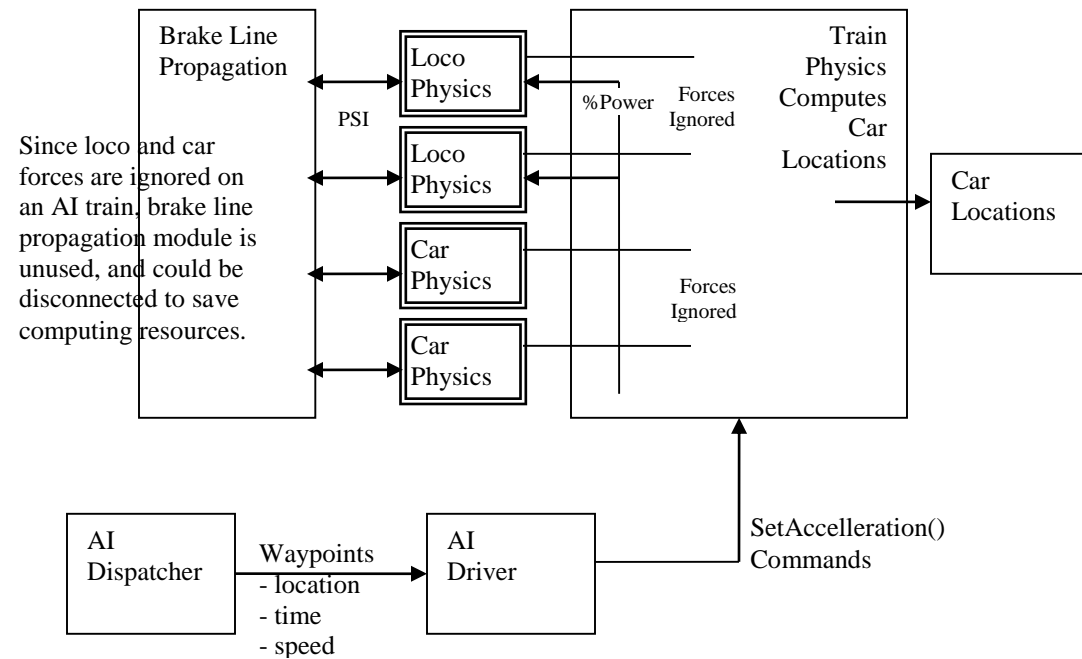 Brake Line
Propagation
Since loco and car
forces are ignored on
an AI train, brake line
propagation module is
unused, and could be
disconnected to save
computing resources.
PSI
Loco
Physics
Loco
Physics
Car
Physics
Car
Physics
%Power
Forces
Ignored
Forces
Ignored
Train
Physics
Computes
Car
Locations
Car
Locations
AI
Dispatcher
Waypoints
- location
- time
- speed
AI
Driver
SetAccelleration()
Commands